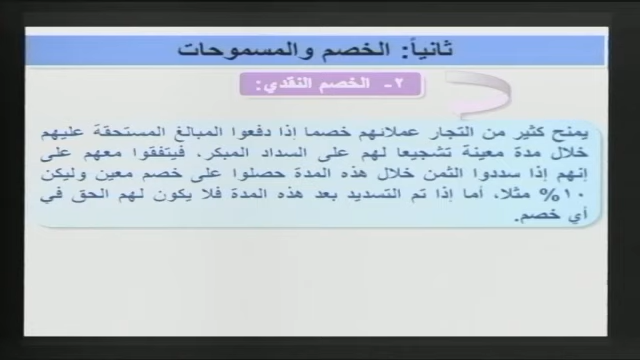 ثانياً: الخصم والمسموحات
٢- الخصم النقدي:
يمنح كثير من التجار عملائهم خصما إذا دفعوا المبالغ المستحقة عليهم
خلال مدة معينة تشجيعا لهم على السداد المبكر، فيتفقوا معهم على
إنهم إذا سددوا الثمن خلال هذه المدة حصلوا على خصم معين وليكن
١٠% مثلا، أما إذا تم التسديد بعد هذه المدة فلا يكون لهم الحق في
أي خصم.